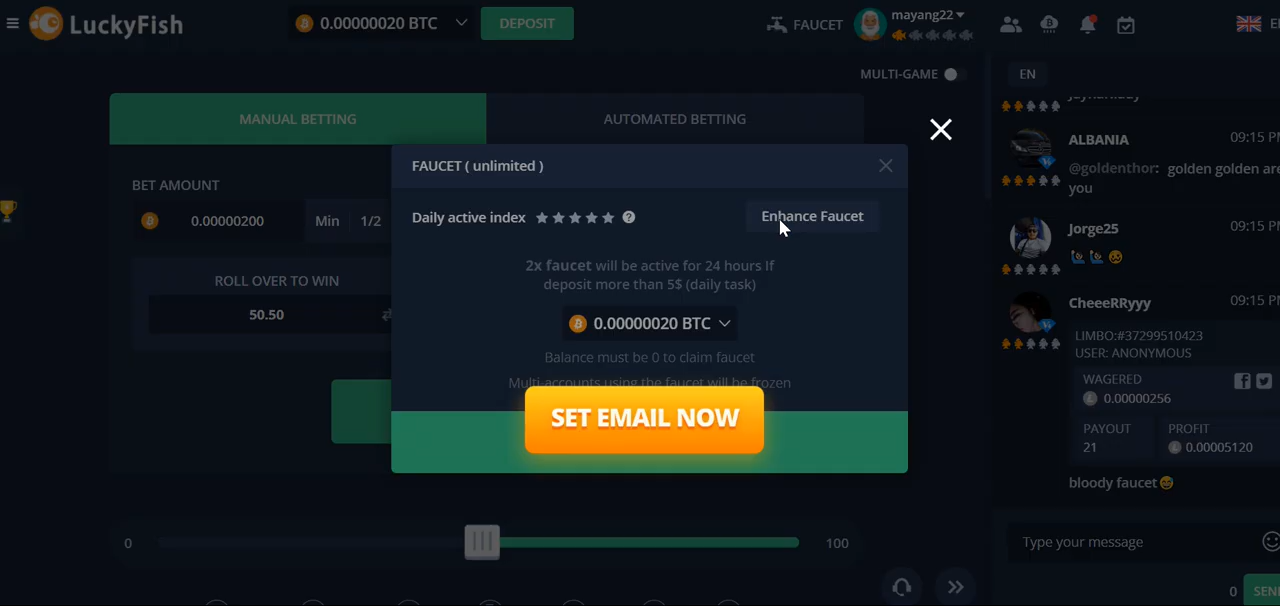 LuckyFish
0.00000020 BTC
DEPOSIT
FAUCET
mayang22
MULTI-GAME
EN
MANUAL BETTING
AUTOMATED BETTING
BET AMOUNT
0.00000200
Min
1/2
ROLL OVER TO WIN
50.50
FAUCET ( unlimited )
Daily active index
Enhance Faucet
2x faucet will be active for 24 hours If
deposit more than 5$ (daily task)
0.00000020 BTC
Balance must be 0 to claim faucet
Multi-accounts using the faucet will be frozen
SET EMAIL NOW
0
100
ALBANIA
09:15
@goldenthor: golden golden are
you
Jorge25
09:15
CheeeRRyyy
09:15
LIMBO:#37299510423
USER: ANONYMOUS
WAGERED
0.00000256
PAYOUT
PROFIT
21
0.00005120
bloody faucet
Type your message
0